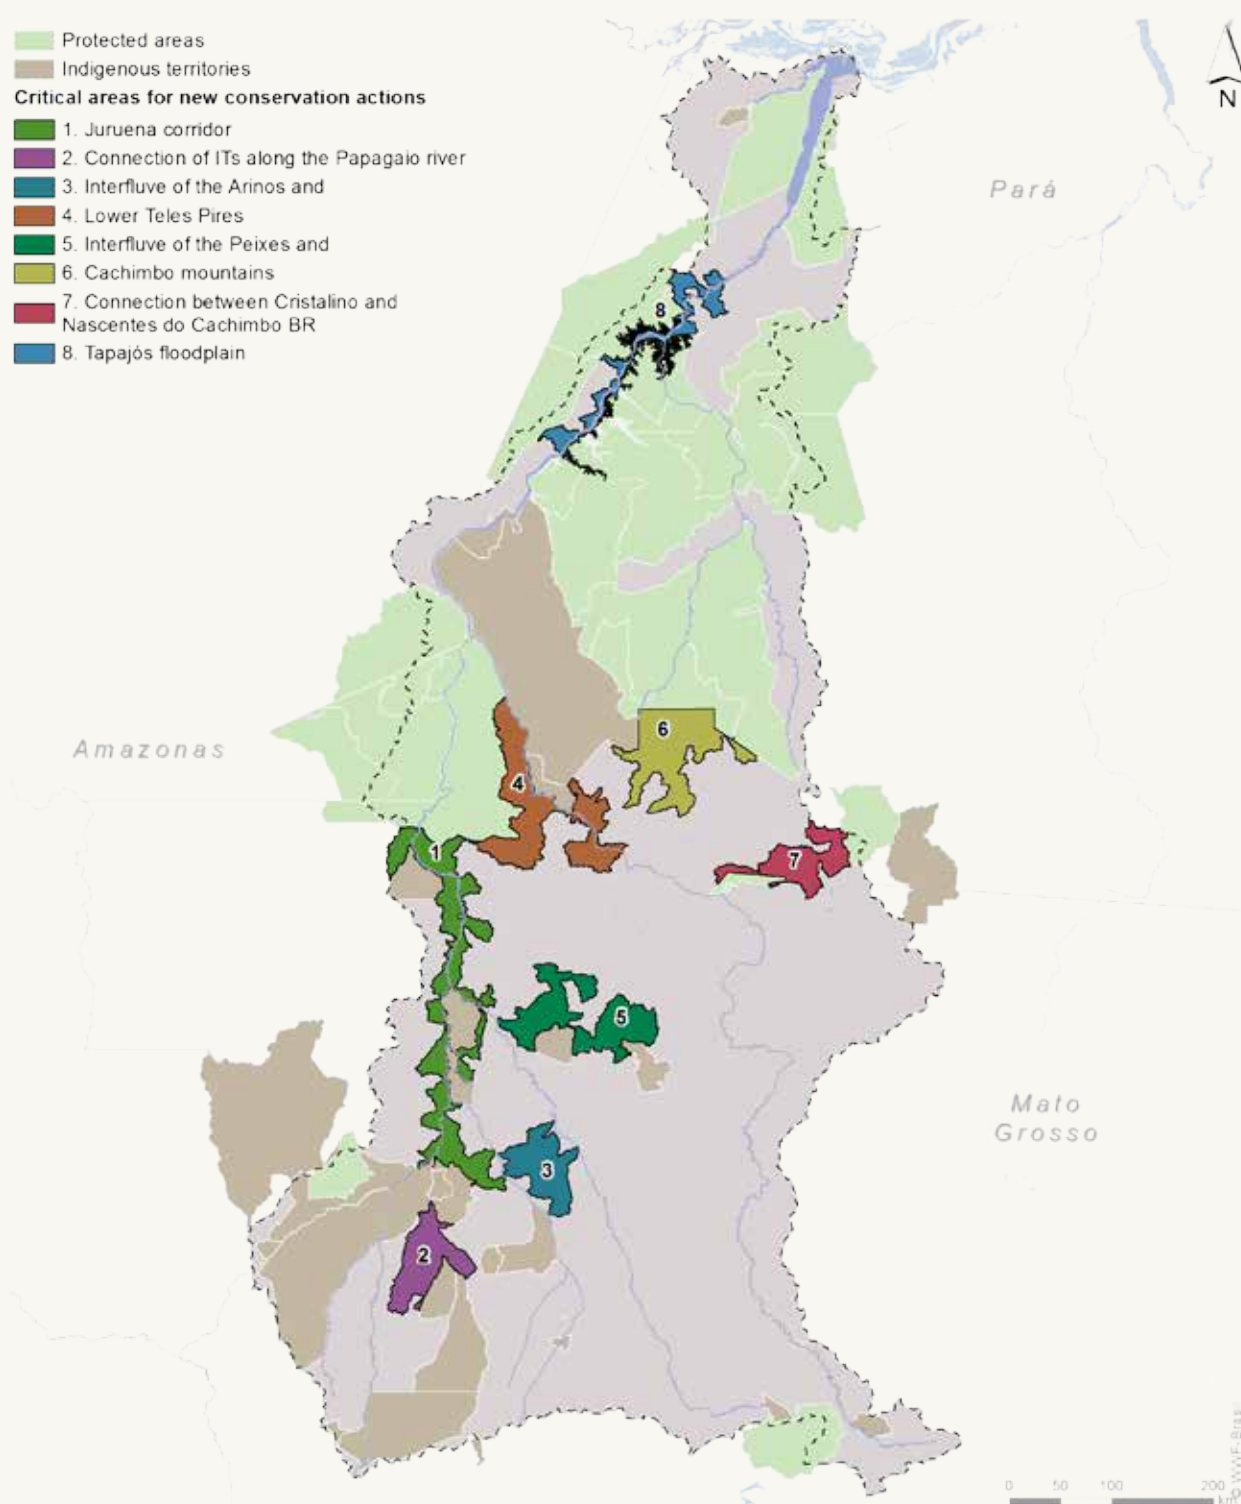 Protected areas
Indigenous territories
Critical areas for new conservation actions
1. Juruena corridor
2. Connection of ITs along the Papagaio river
3. Interfluve of the Arinos and
4. Lower Teles Pires
5. Interfluve of the Peixes and
6. Cachimbo mountains
7. Connection between Cristalino and
Nascentes do Cachimbo BR
8. Tapajós floodplain
N
Pará
8
Amazonas
6
4
7
1
5
Mato
Grosso
3
2
0 50 100 200
km
© WWF-Bras